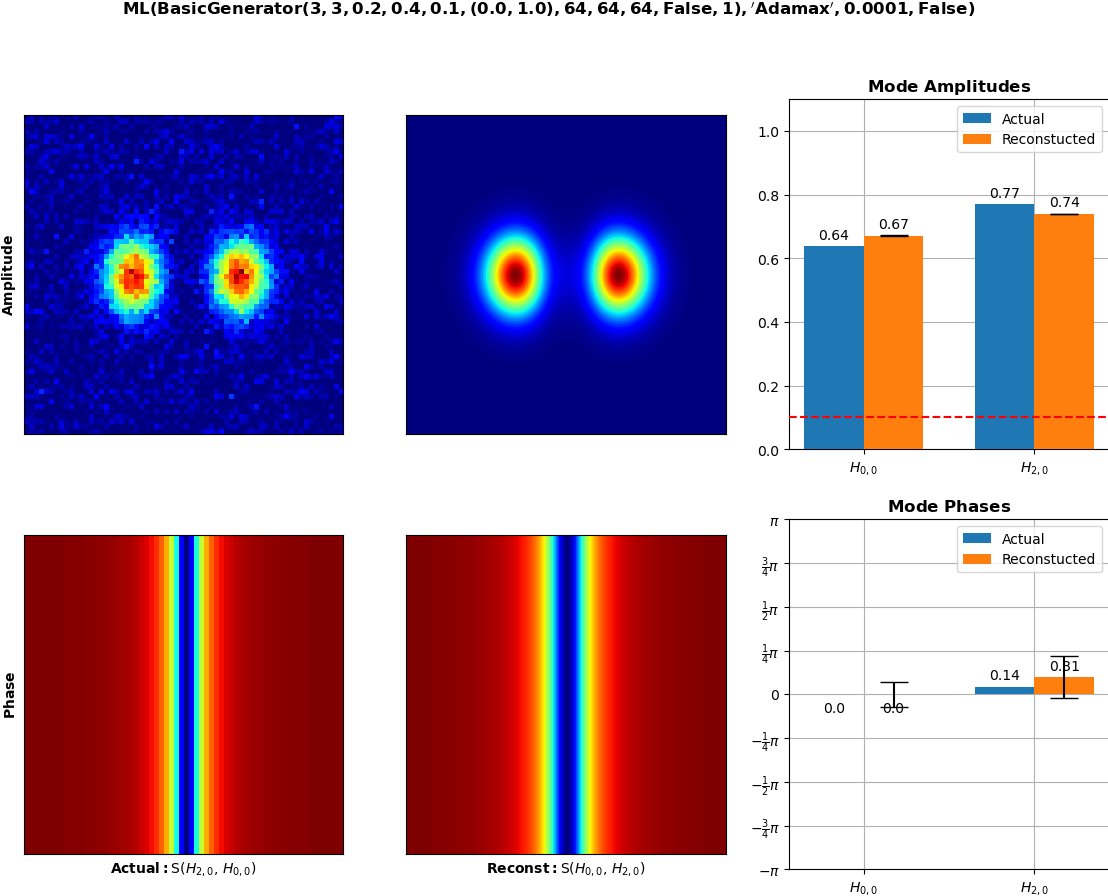 ML(BasicGenerator(3, 3, 0.2, 0.4, 0.1, (0.0, 1.0), 64, 64, 64, False, 1), ′Adamax′, 0.0001, False)
Amplitude
Mode Amplitudes
Actual
Reconstucted
1.0
0.8
0.6
0.4
0.2
0.0
0.64
0.67
0.77
0.74
H0, 0
H2, 0
Phase
Actual: S(H2, 0, H0, 0)
Reconst: S(H0, 0, H2, 0)
Mode Phases
Actual
Reconstucted
π
3/4π
1/2π
1/4π
0
−1/4π
−1/2π
−3/4π
−π
0.0
0.0
0.14
0.31
H0, 0
H2, 0